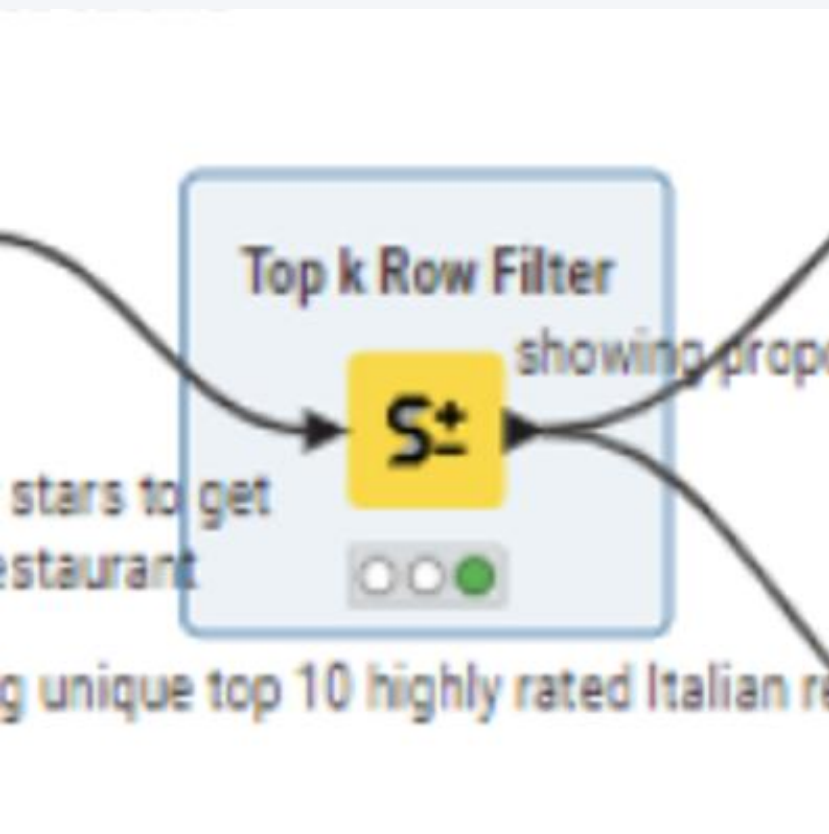 Top k Row Filter
showing
S±
stars to get
unique top 10 highly rated Italian